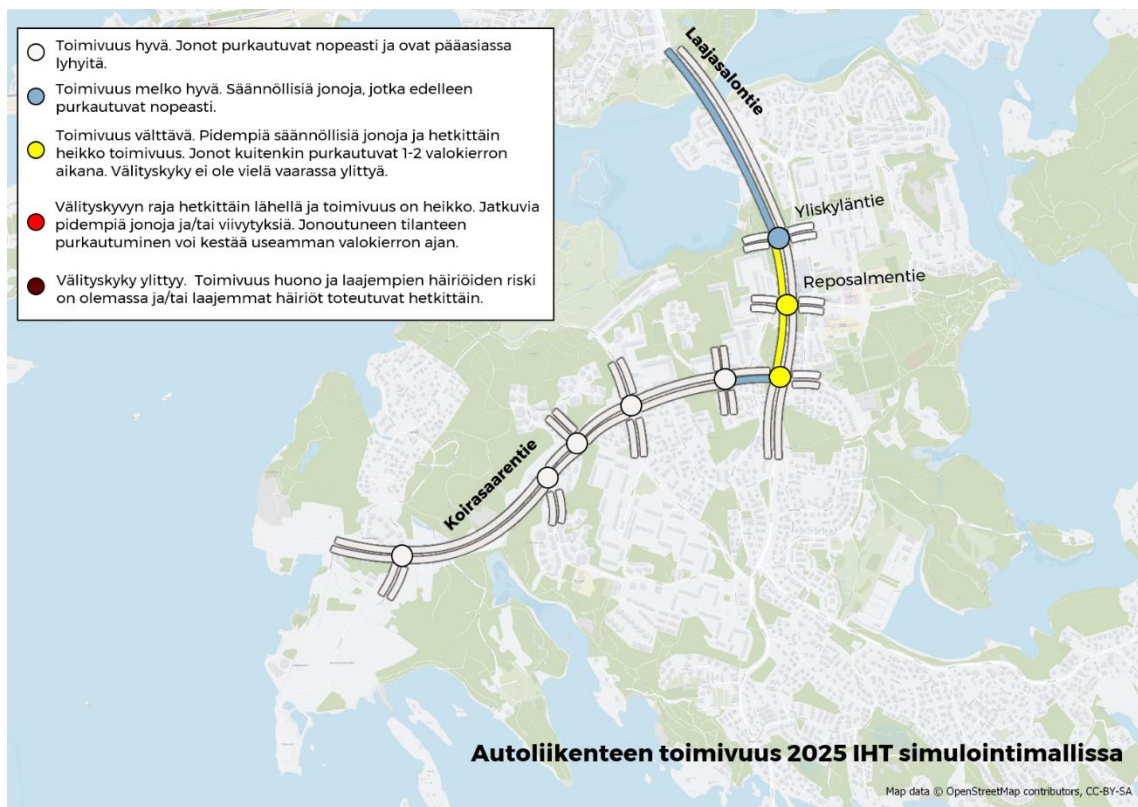 Toimivuus hyvä. Jonot purkautuvat nopeasti ja ovat pääasiassa
lyhyitä.
Toimivuus melko hyvä. Säännöllisiä jonoja, jotka edelleen
purkautuvat nopeasti.
Toimivuus välttävä. Pidempiä säännöllisiä jonoja ja hetkittäin
heikko toimivuus. Jonot kuitenkin purkautuvat 1-2 valokierron
aikana. Välityskyky ei ole vielä vaarassa ylittyä.
Välityskyvyn raja hetkittäin lähellä ja toimivuus on heikko. Jatkuvia
pidempiä jonoja ja/tai viivytyksiä. Jonoutuneen tilanteen
purkautuminen voi kestää useamman valokierron ajan.
Välityskyky ylittyy. Toimivuus huono ja laajempien häiriöiden riski
on olemassa ja/tai laajemmat häiriöt toteutuvat hetkittäin.
Laajasalontie
Yliskyläntie
Reposalmentie
Koirasaarentie
Autoliikenteen toimivuus 2025 IHT simulointimallissa
Map data © OpenStreetMap contributors, CC-BY-SA